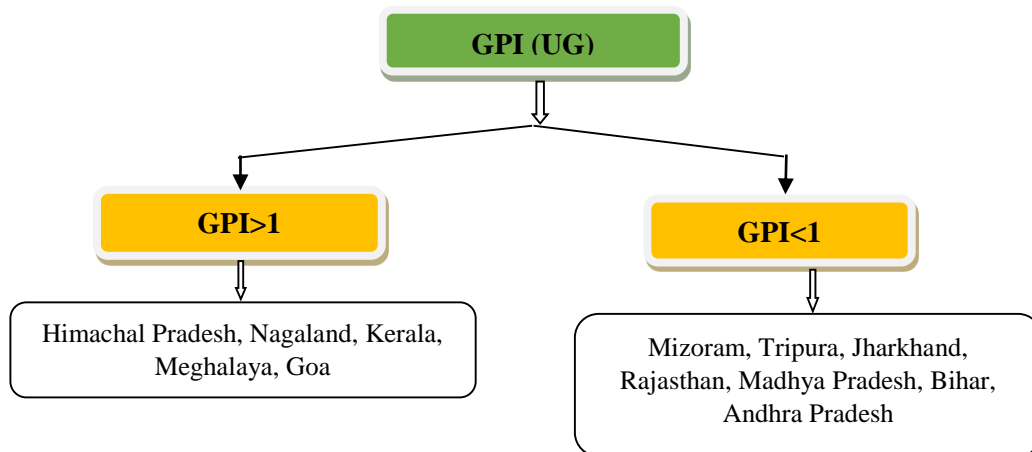 GPI (UG)
GPI>1
GPI<1
Himachal Pradesh, Nagaland, Kerala,
Meghalaya, Goa
Mizoram, Tripura, Jharkhand,
Rajasthan, Madhya Pradesh, Bihar,
Andhra Pradesh